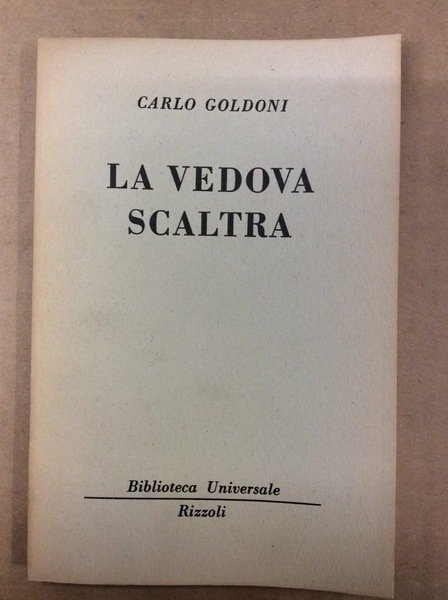 CARLO GOLDONI
LA VEDOVA
SCALTRA
Biblioteca Universale
Rizzoli